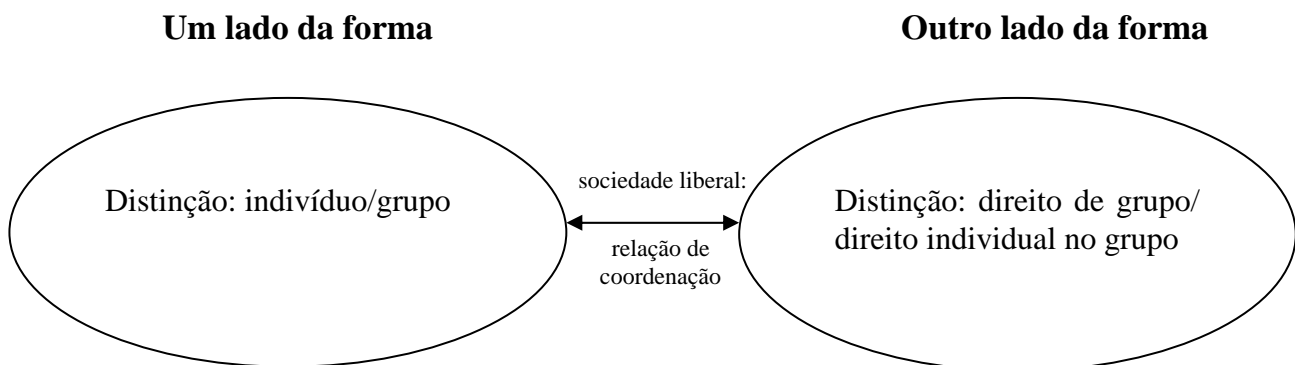 Um lado da forma
Outro lado da forma
Distinção: indivíduo/grupo
sociedade liberal:
relação de
coordenação
Distinção: direito de grupo/
direito individual no grupo